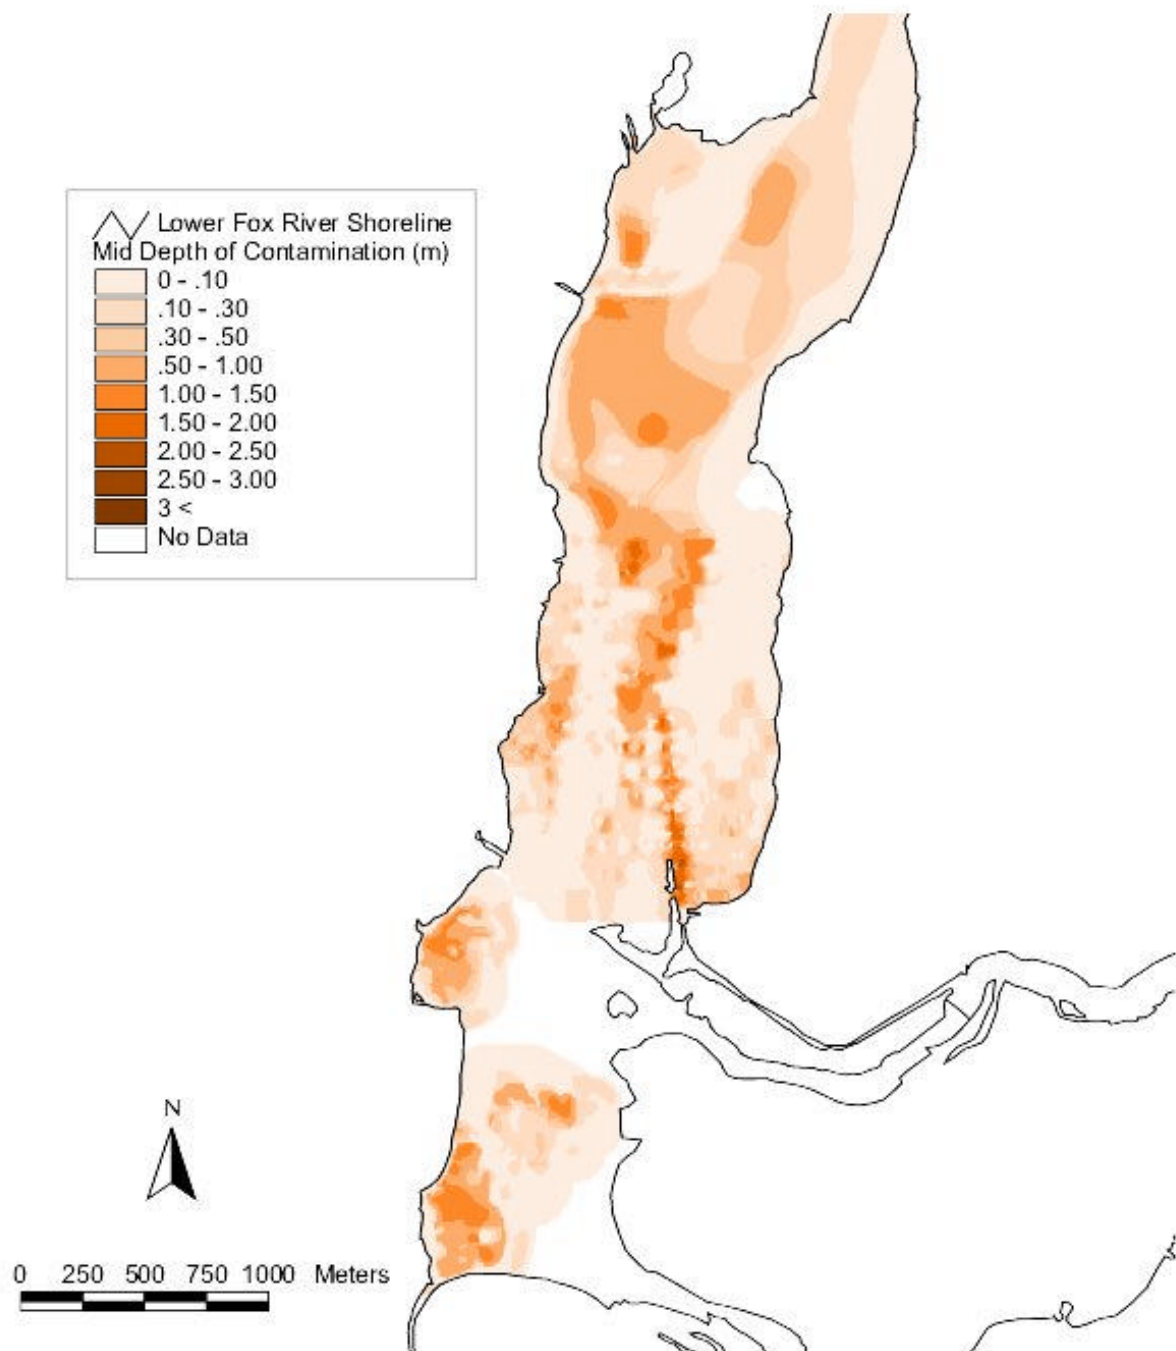 Lower Fox River Shoreline
Mid Depth of Contamination (m)
0 - .10
.10 - .30
.30 - .50
.50 - 1.00
1.00 - 1.50
1.50 - 2.00
2.00 - 2.50
2.50 - 3.00
3 <
No Data
N
0 250 500 750 1000 Meters